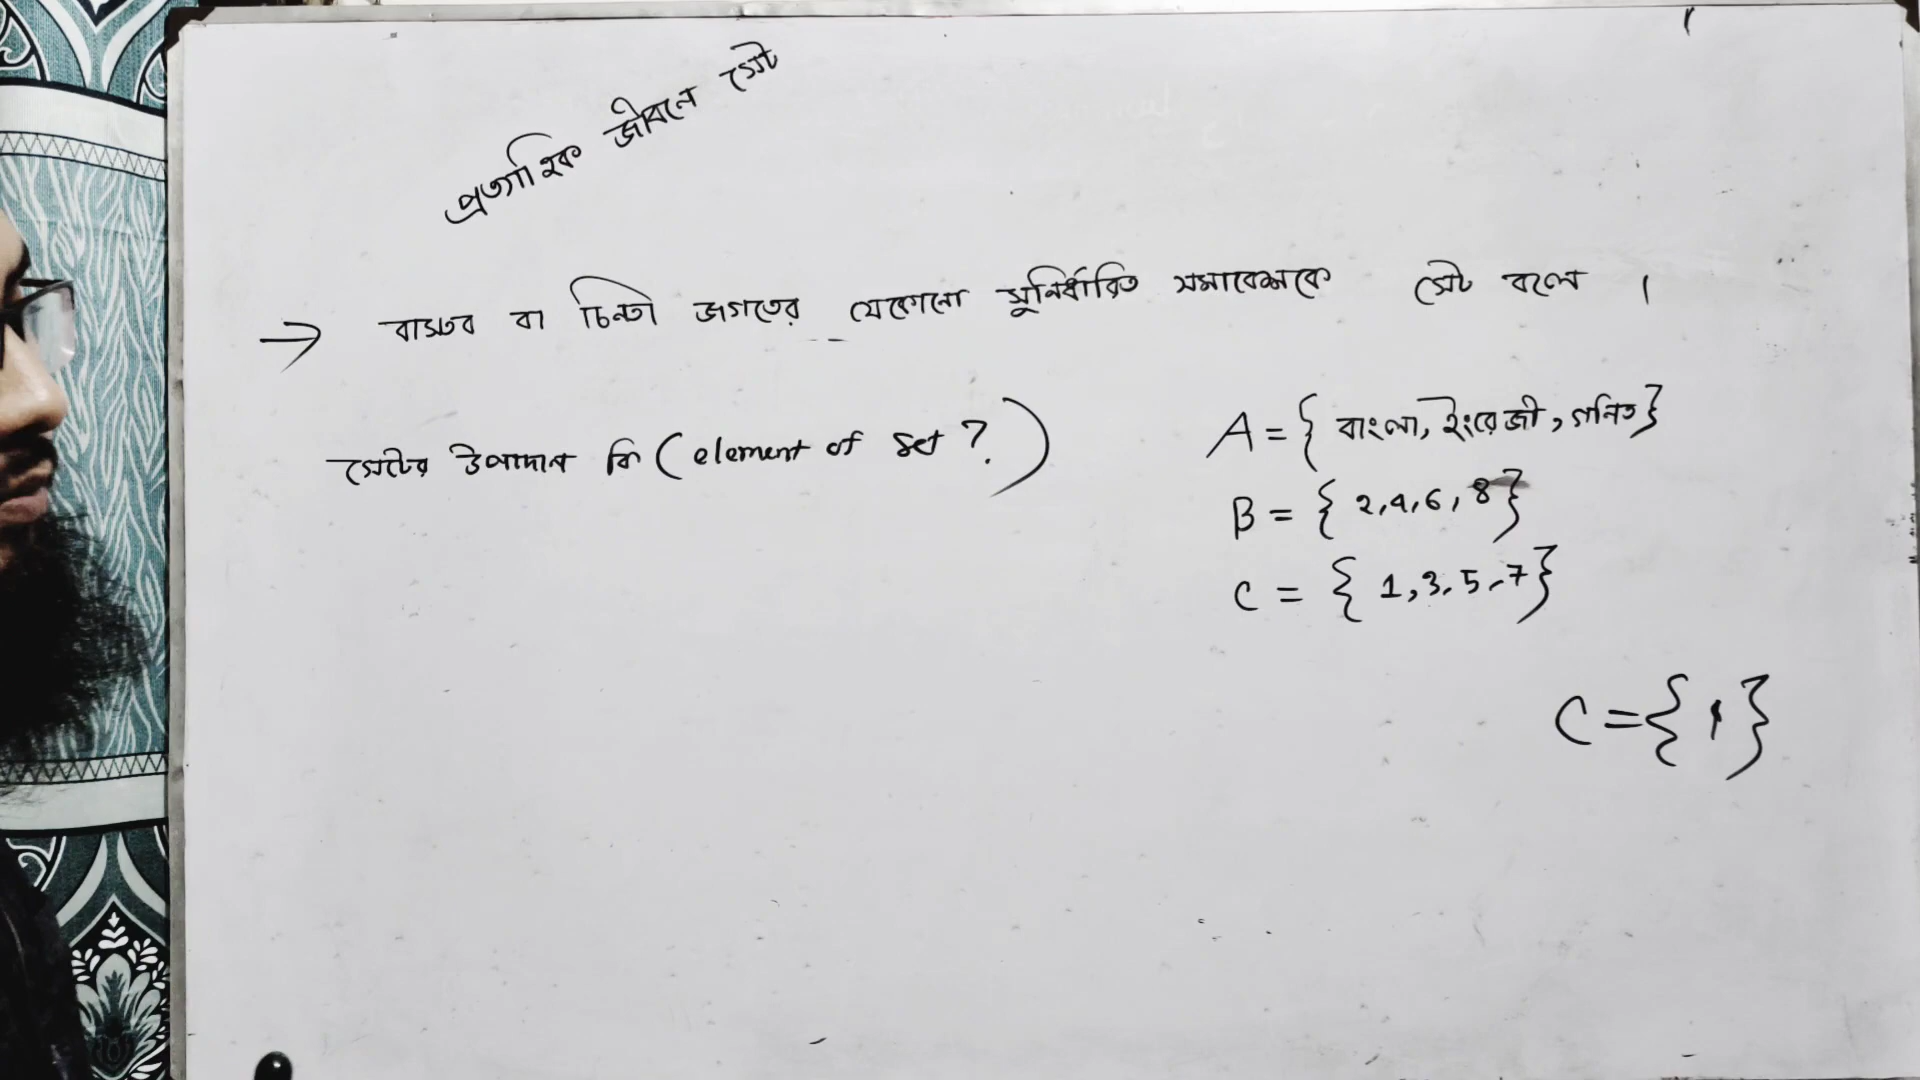 প্রত্যাহিক জীবনে সেট
→ বাস্তব বা চিন্তা জগতের যেকোনো সুনির্ধারিত সমাবেশকে সেট বলে ।
সেটের উপাদান কি (element of set ?)
A = { বাংলা, ইংরেজী, গনিত}
B = { 2,4,6, 8}
C = { 1,3,5,7}
C = { 1 }